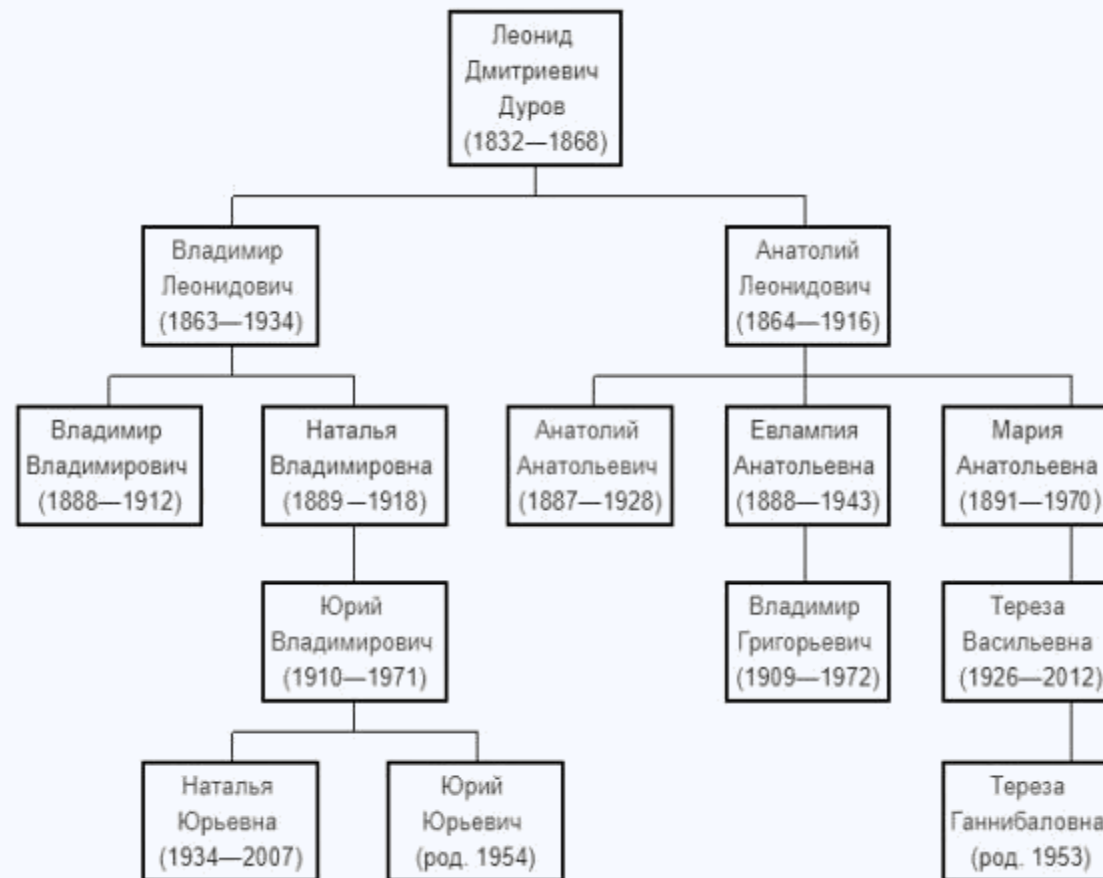 Леонид
Дмитриевич
Дуров
(1832—1868)
Владимир
Леонидович
(1863—1934)
Анатолий
Леонидович
(1864—1916)
Владимир
Владимирович
(1888—1912)
Наталья
Владимировна
(1889—1918)
Анатолий
Анатольевич
(1887—1928)
Евлампия
Анатольевна
(1888—1943)
Мария
Анатольевна
(1891—1970)
Юрий
Владимирович
(1910—1971)
Владимир
Григорьевич
(1909—1972)
Тереза
Васильевна
(1926—2012)
Наталья
Юрьевна
(1934—2007)
Юрий
Юрьевич
(род. 1954)
Тереза
Ганнибаловна
(род. 1953)